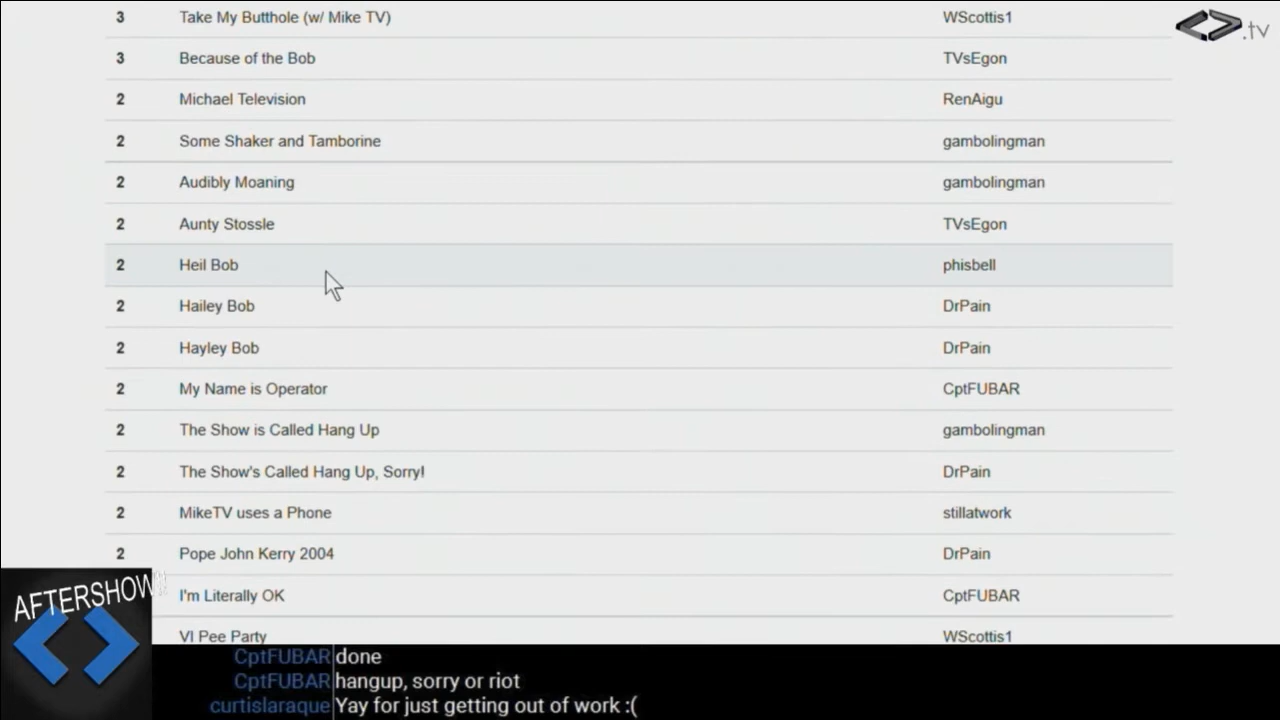 3 Take My Butthole (w/ Mike TV) WScottis1
.tv
3 Because of the Bob TVsEgon
2 Michael Television RenAigu
2 Some Shaker and Tamborine gambolingman
2 Audibly Moaning gambolingman
2 Aunty Stossle TVsEgon
2 Heil Bob phisbell
2 Hailey Bob DrPain
2 Hayley Bob DrPain
2 My Name is Operator CptFUBAR
2 The Show is Called Hang Up gambolingman
2 The Show's Called Hang Up, Sorry! DrPain
2 MikeTV uses a Phone stillatwork
2 Pope John Kerry 2004 DrPain
I'm Literally OK CptFUBAR
VI Pee Party WScottis1
AFTERSHOW!!
CptFUBAR done
CptFUBAR hangup, sorry or riot
curtislaraque Yay for just getting out of work :(